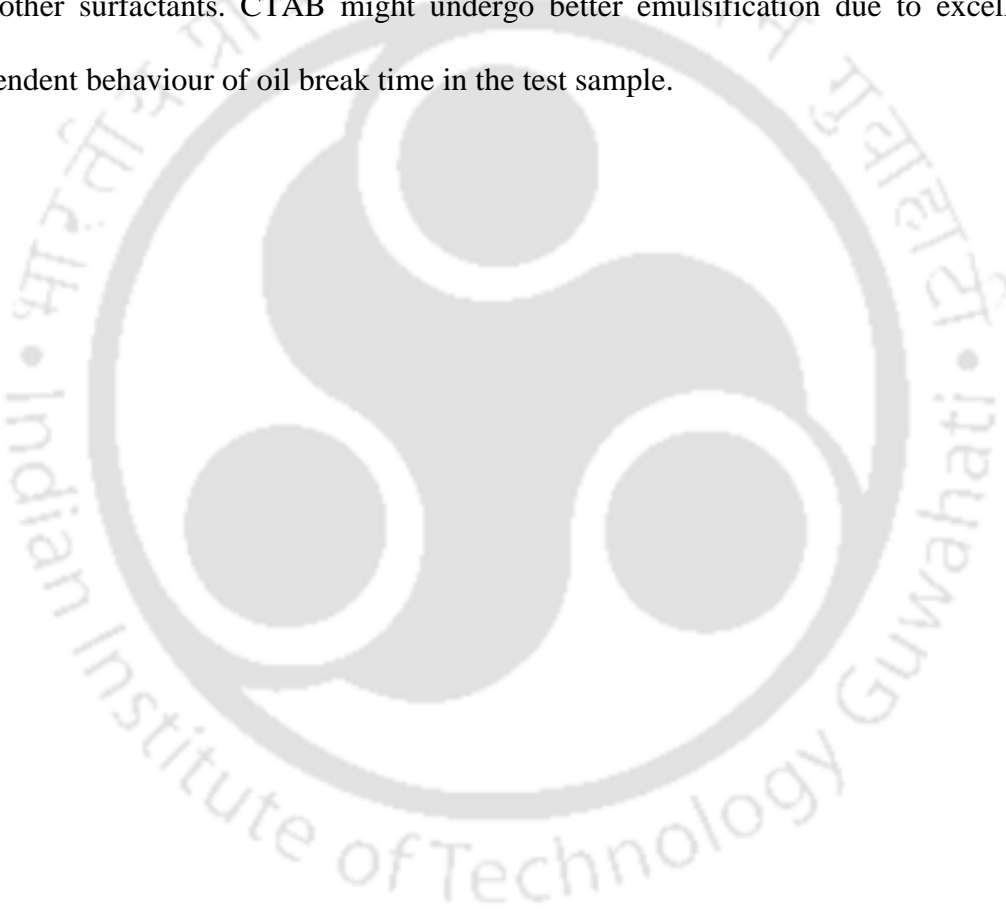 other surfactants. CTAB might undergo better emulsification due to excell
endent behaviour of oil break time in the test sample.
Indian Institute of Technology Guwahati